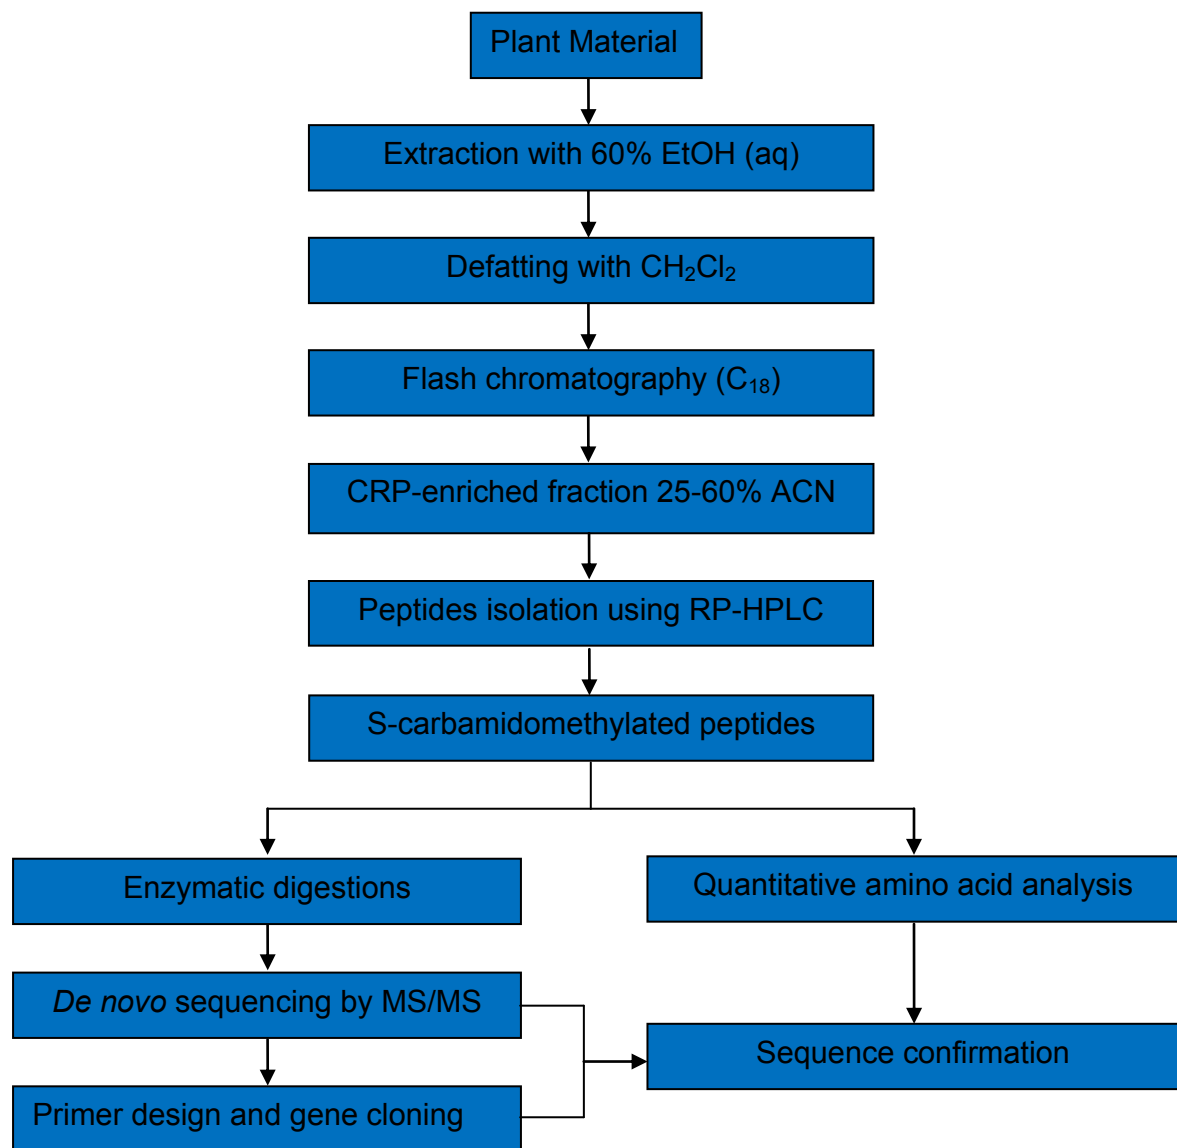 Plant Material
Extraction with 60% EtOH (aq)
Defatting with CH₂Cl₂
Flash chromatography (C₁₈)
CRP-enriched fraction 25-60% ACN
Peptides isolation using RP-HPLC
S-carbamidomethylated peptides
Enzymatic digestions
Quantitative amino acid analysis
De novo sequencing by MS/MS
Sequence confirmation
Primer design and gene cloning